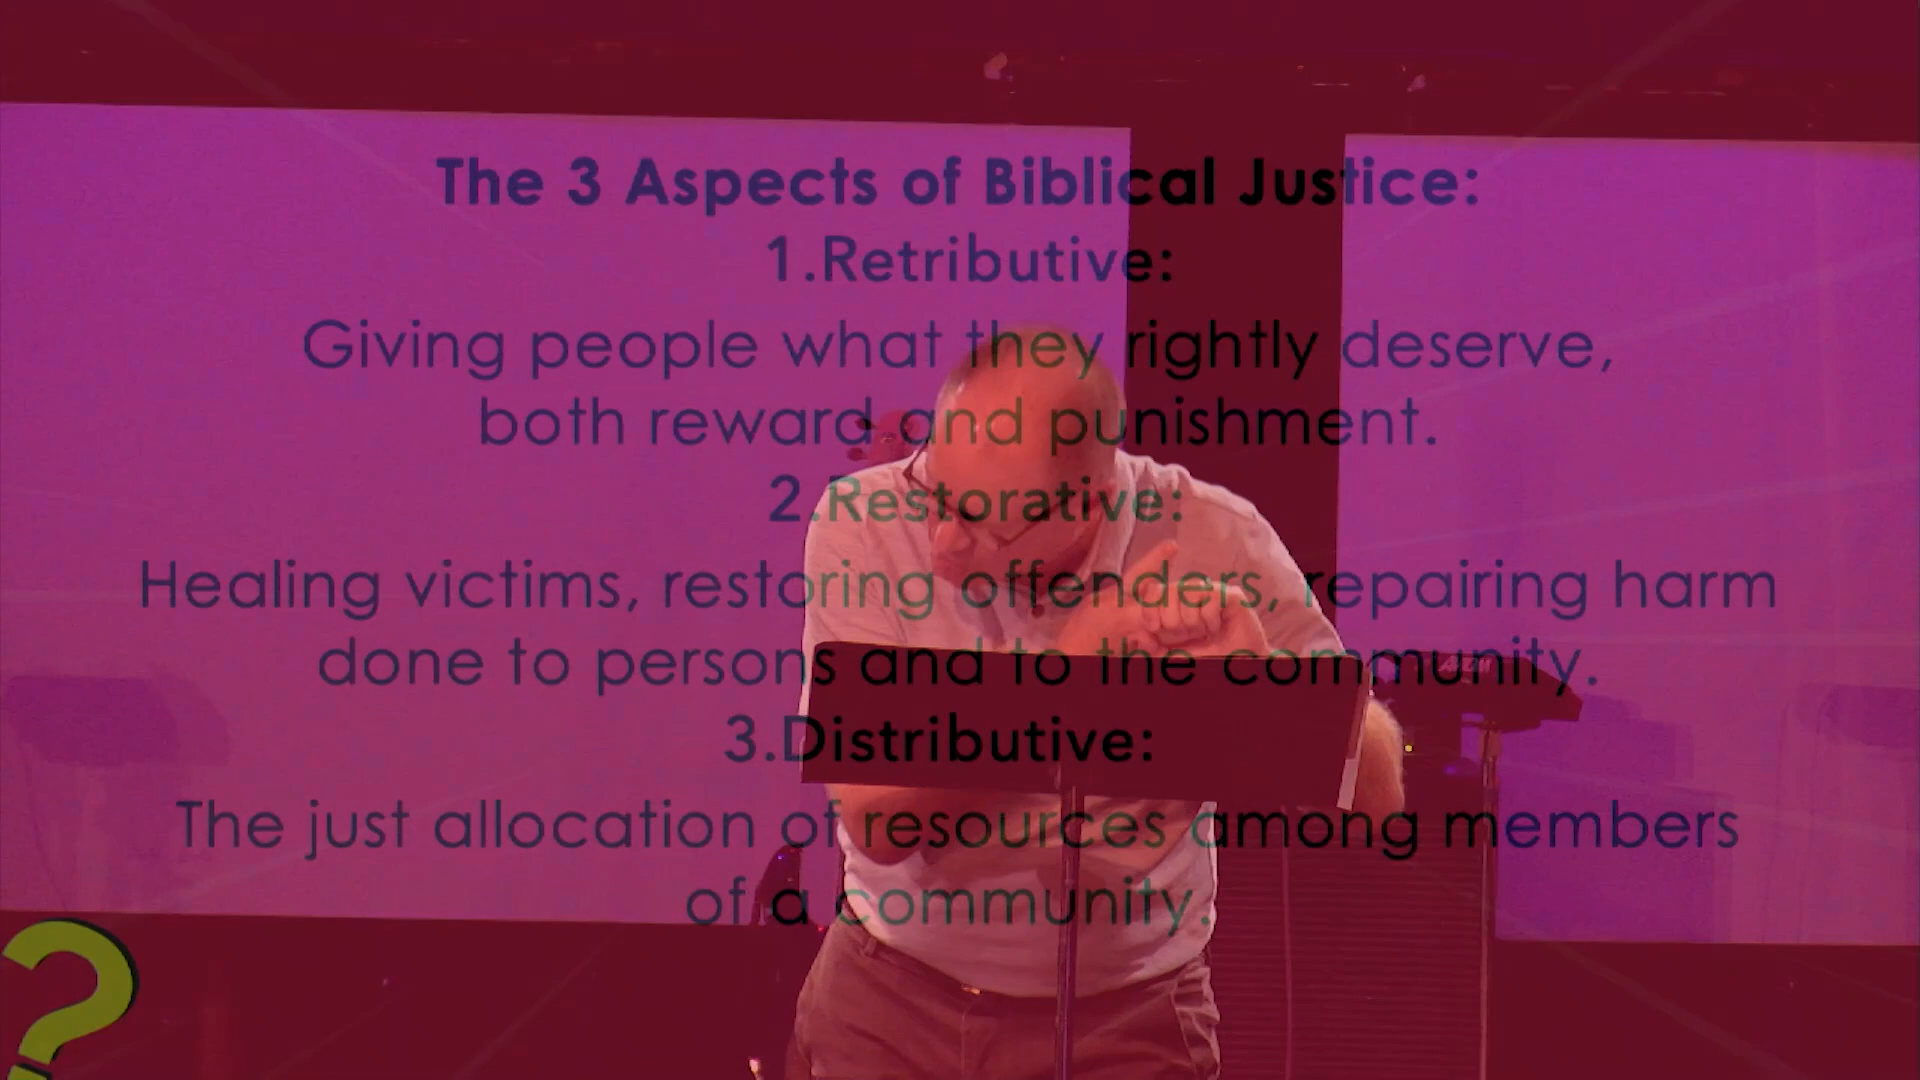 The 3 Aspects of Biblical Justice:
1.Retributive:
Giving people what they rightly deserve,
both reward and punishment.
2.Restorative:
Healing victims, restoring offenders, repairing harm
done to persons and to the community.
3.Distributive:
The just allocation of resources among members
of a community.
?